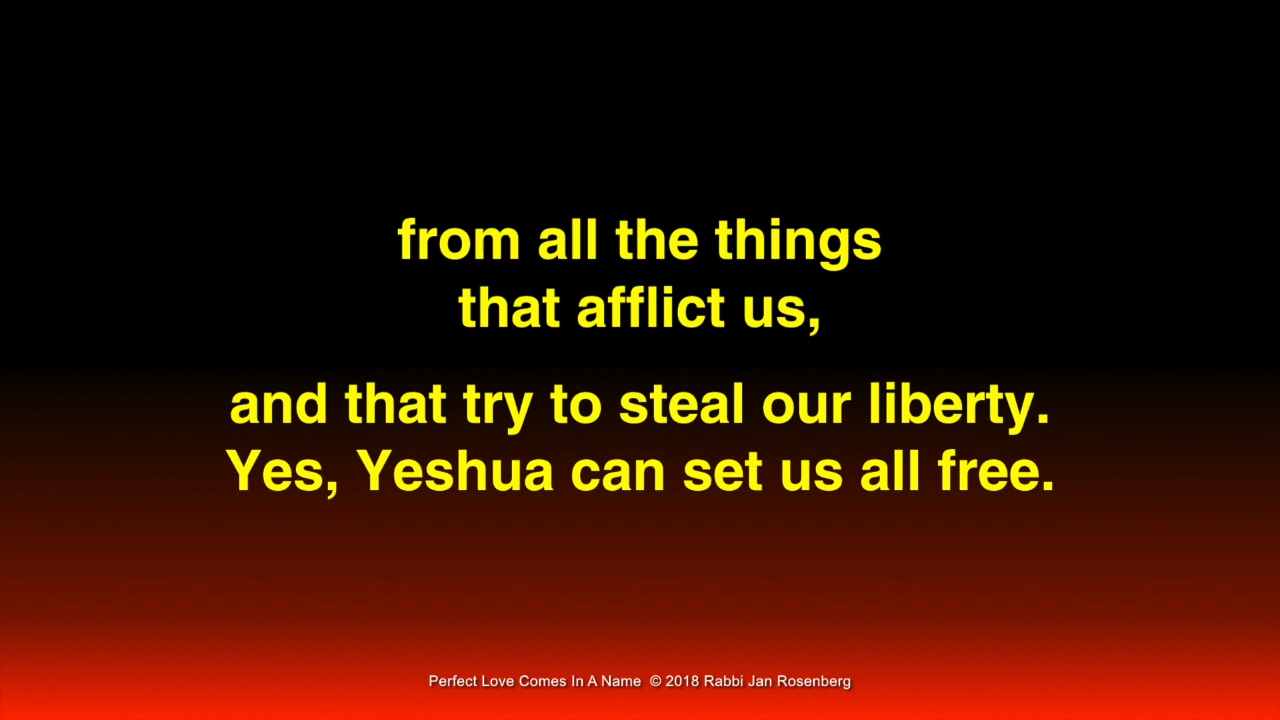 from all the things
that afflict us,
and that try to steal our liberty.
Yes, Yeshua can set us all free.
Perfect Love Comes In A Name © 2018 Rabbi Jan Rosenberg